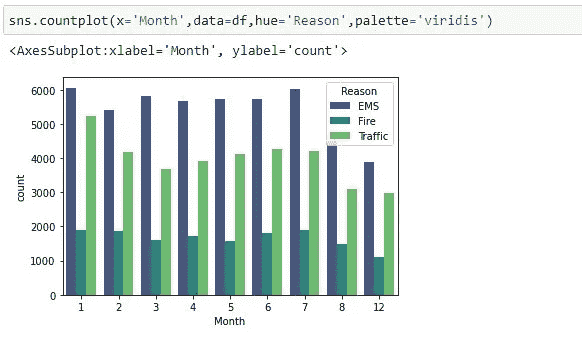 sns.countplot(x='Month',data=df,hue='Reason',palette='viridis')
<AxesSubplot:xlabel='Month', ylabel='count'>
Reason
EMS
Fire
Traffic
6000
5000
4000
3000
2000
1000
0
count
1 2 3 4 5 6 7 8 12
Month